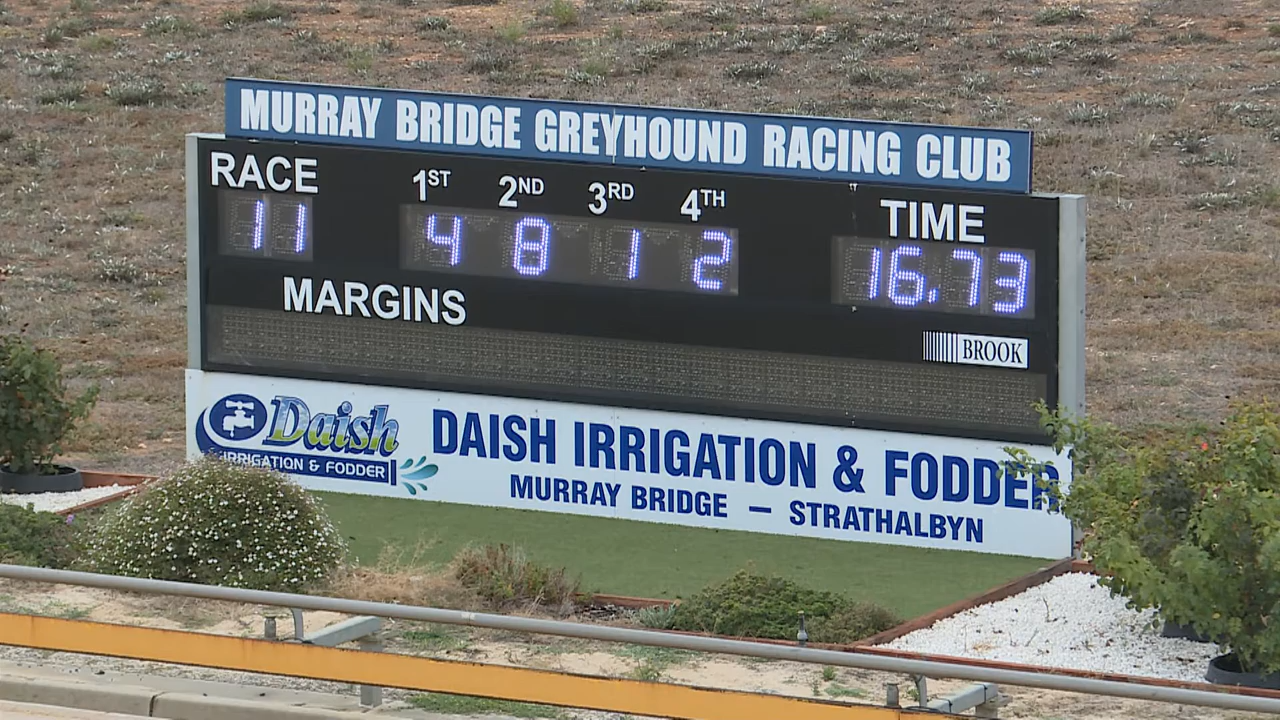 MURRAY BRIDGE GREYHOUND RACING CLUB
RACE 1ST 2ND 3RD 4TH TIME
11 4 8 1 2 16.73
MARGINS
BROOK
Daish
IRRIGATION & FODDER
DAISH IRRIGATION & FODDER
MURRAY BRIDGE – STRATHALBYN